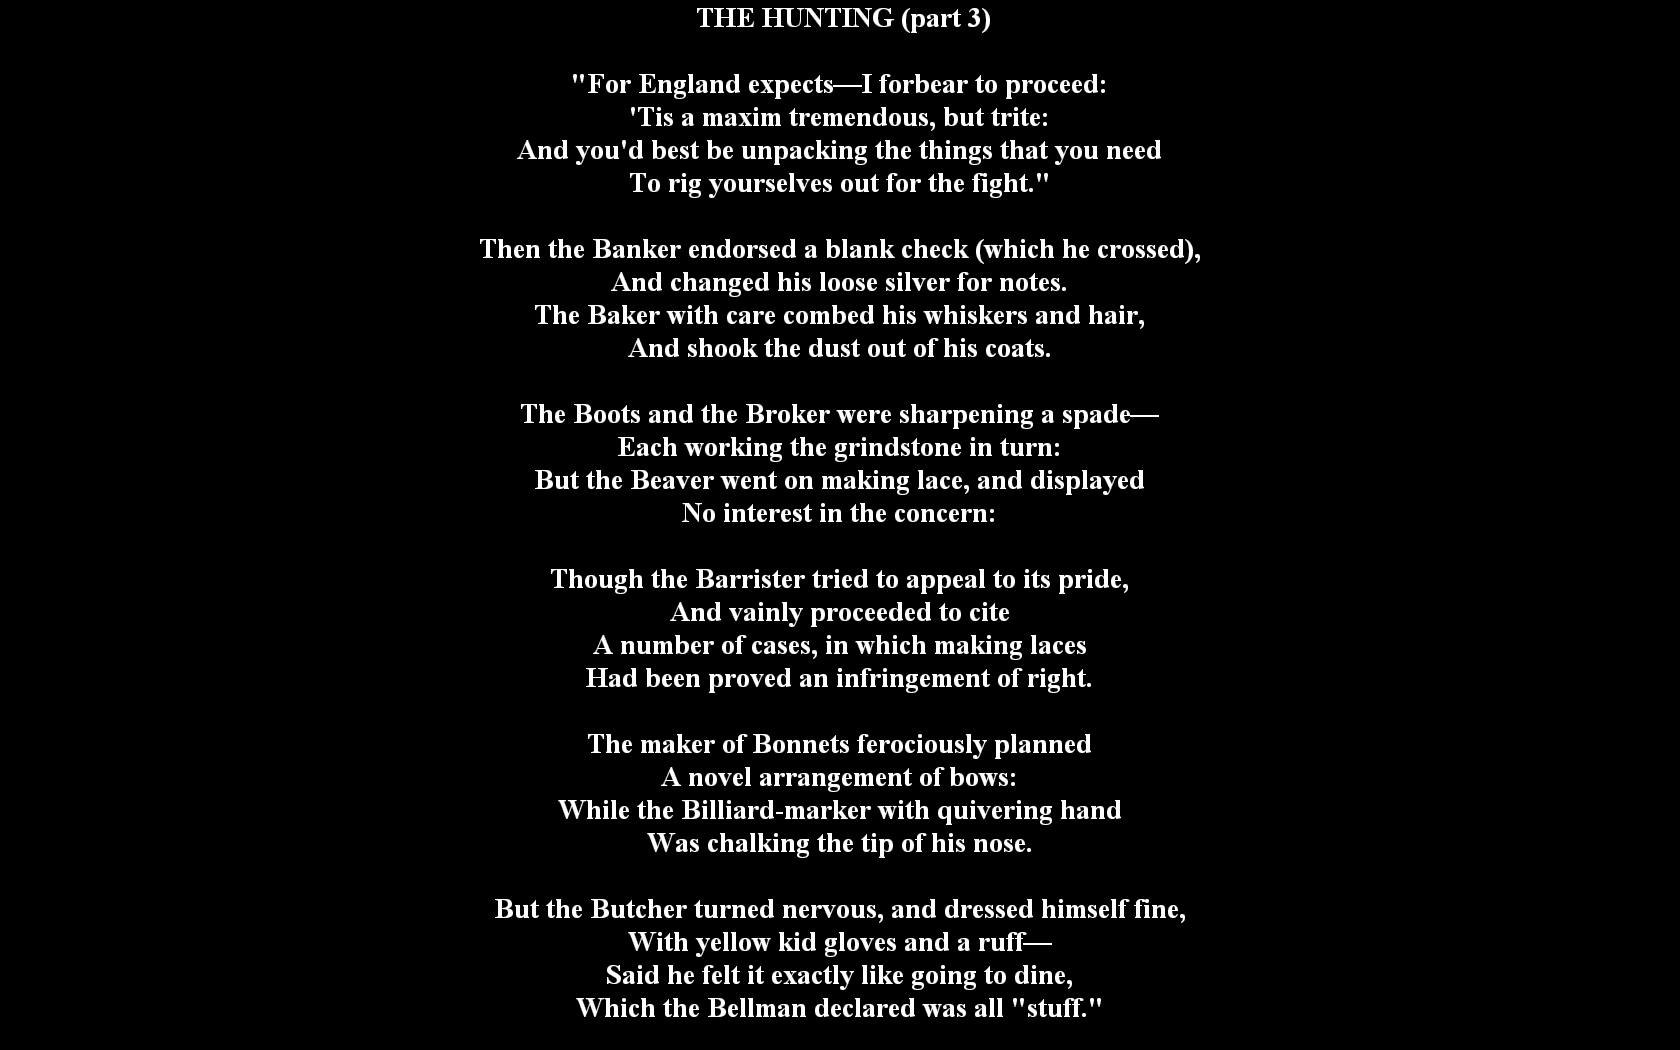 THE HUNTING (part 3)
"For England expects—I forbear to proceed:
'Tis a maxim tremendous, but trite:
And you'd best be unpacking the things that you need
To rig yourselves out for the fight."
Then the Banker endorsed a blank check (which he crossed),
And changed his loose silver for notes.
The Baker with care combed his whiskers and hair,
And shook the dust out of his coats.
The Boots and the Broker were sharpening a spade—
Each working the grindstone in turn:
But the Beaver went on making lace, and displayed
No interest in the concern:
Though the Barrister tried to appeal to its pride,
And vainly proceeded to cite
A number of cases, in which making laces
Had been proved an infringement of right.
The maker of Bonnets ferociously planned
A novel arrangement of bows:
While the Billiard-marker with quivering hand
Was chalking the tip of his nose.
But the Butcher turned nervous, and dressed himself fine,
With yellow kid gloves and a ruff—
Said he felt it exactly like going to dine,
Which the Bellman declared was all "stuff."